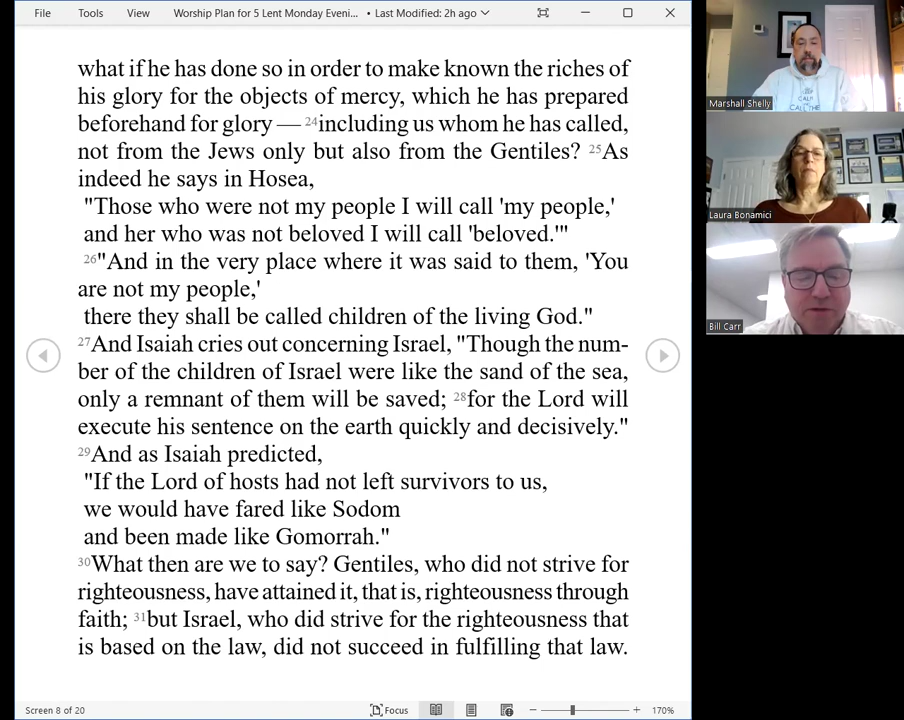 File Tools View Worship Plan for 5 Lent Monday Eveni... • Last Modified: 2h ago
what if he has done so in order to make known the riches of
his glory for the objects of mercy, which he has prepared
beforehand for glory — 24including us whom he has called,
not from the Jews only but also from the Gentiles? 25As
indeed he says in Hosea,
"Those who were not my people I will call 'my people,'
and her who was not beloved I will call 'beloved.'"
26"And in the very place where it was said to them, 'You
are not my people,'
there they shall be called children of the living God."
27And Isaiah cries out concerning Israel, "Though the num-
ber of the children of Israel were like the sand of the sea,
only a remnant of them will be saved; 28for the Lord will
execute his sentence on the earth quickly and decisively."
29And as Isaiah predicted,
"If the Lord of hosts had not left survivors to us,
we would have fared like Sodom
and been made like Gomorrah."
30What then are we to say? Gentiles, who did not strive for
righteousness, have attained it, that is, righteousness through
faith; 31but Israel, who did strive for the righteousness that
is based on the law, did not succeed in fulfilling that law.
Screen 8 of 20 Focus 170%
Marshall Shelly
Laura Bonamici
Bill Carr